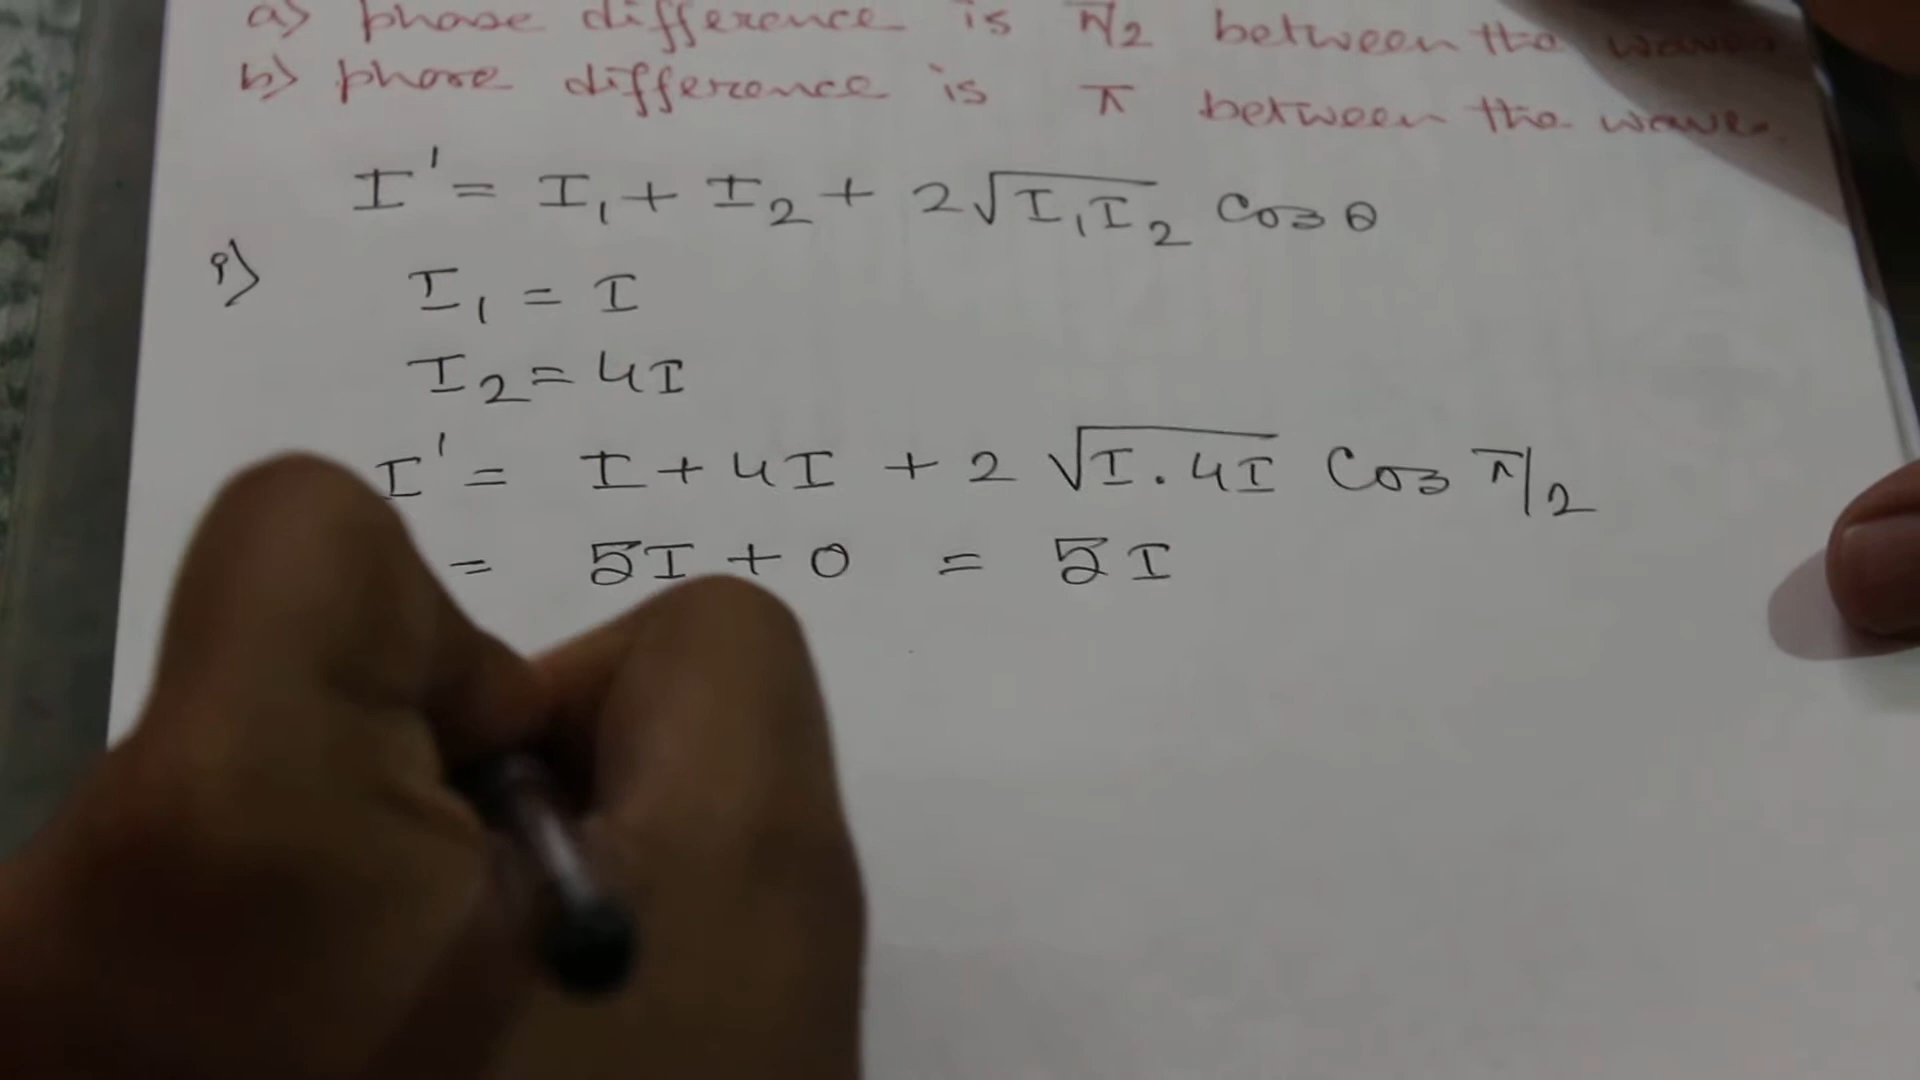 a) phase difference is π/2 between the waves
b) phase difference is π between the wave.
I' = I₁ + I₂ + 2√I₁I₂ cos θ
i)
I₁ = I
I₂ = 4I
I' = I + 4I + 2 √I.4I Cos π/2
= 5I + 0 = 5I